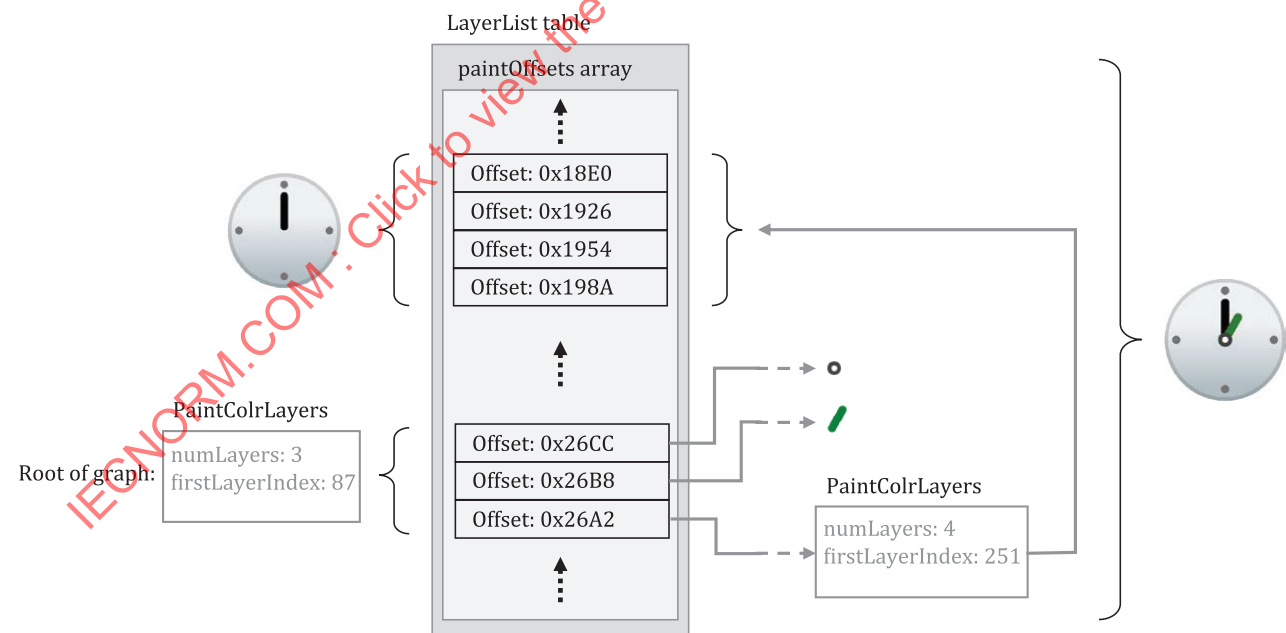 LayerList table
paintOffsets array
Offset: 0x18E0
Offset: 0x1926
Offset: 0x1954
Offset: 0x198A
PaintColrLayers
numLayers: 3
firstLayerIndex: 87
Root of graph:
Offset: 0x26CC
Offset: 0x26B8
Offset: 0x26A2
PaintColrLayers
numLayers: 4
firstLayerIndex: 251
IECNORM.COM : Click to view the